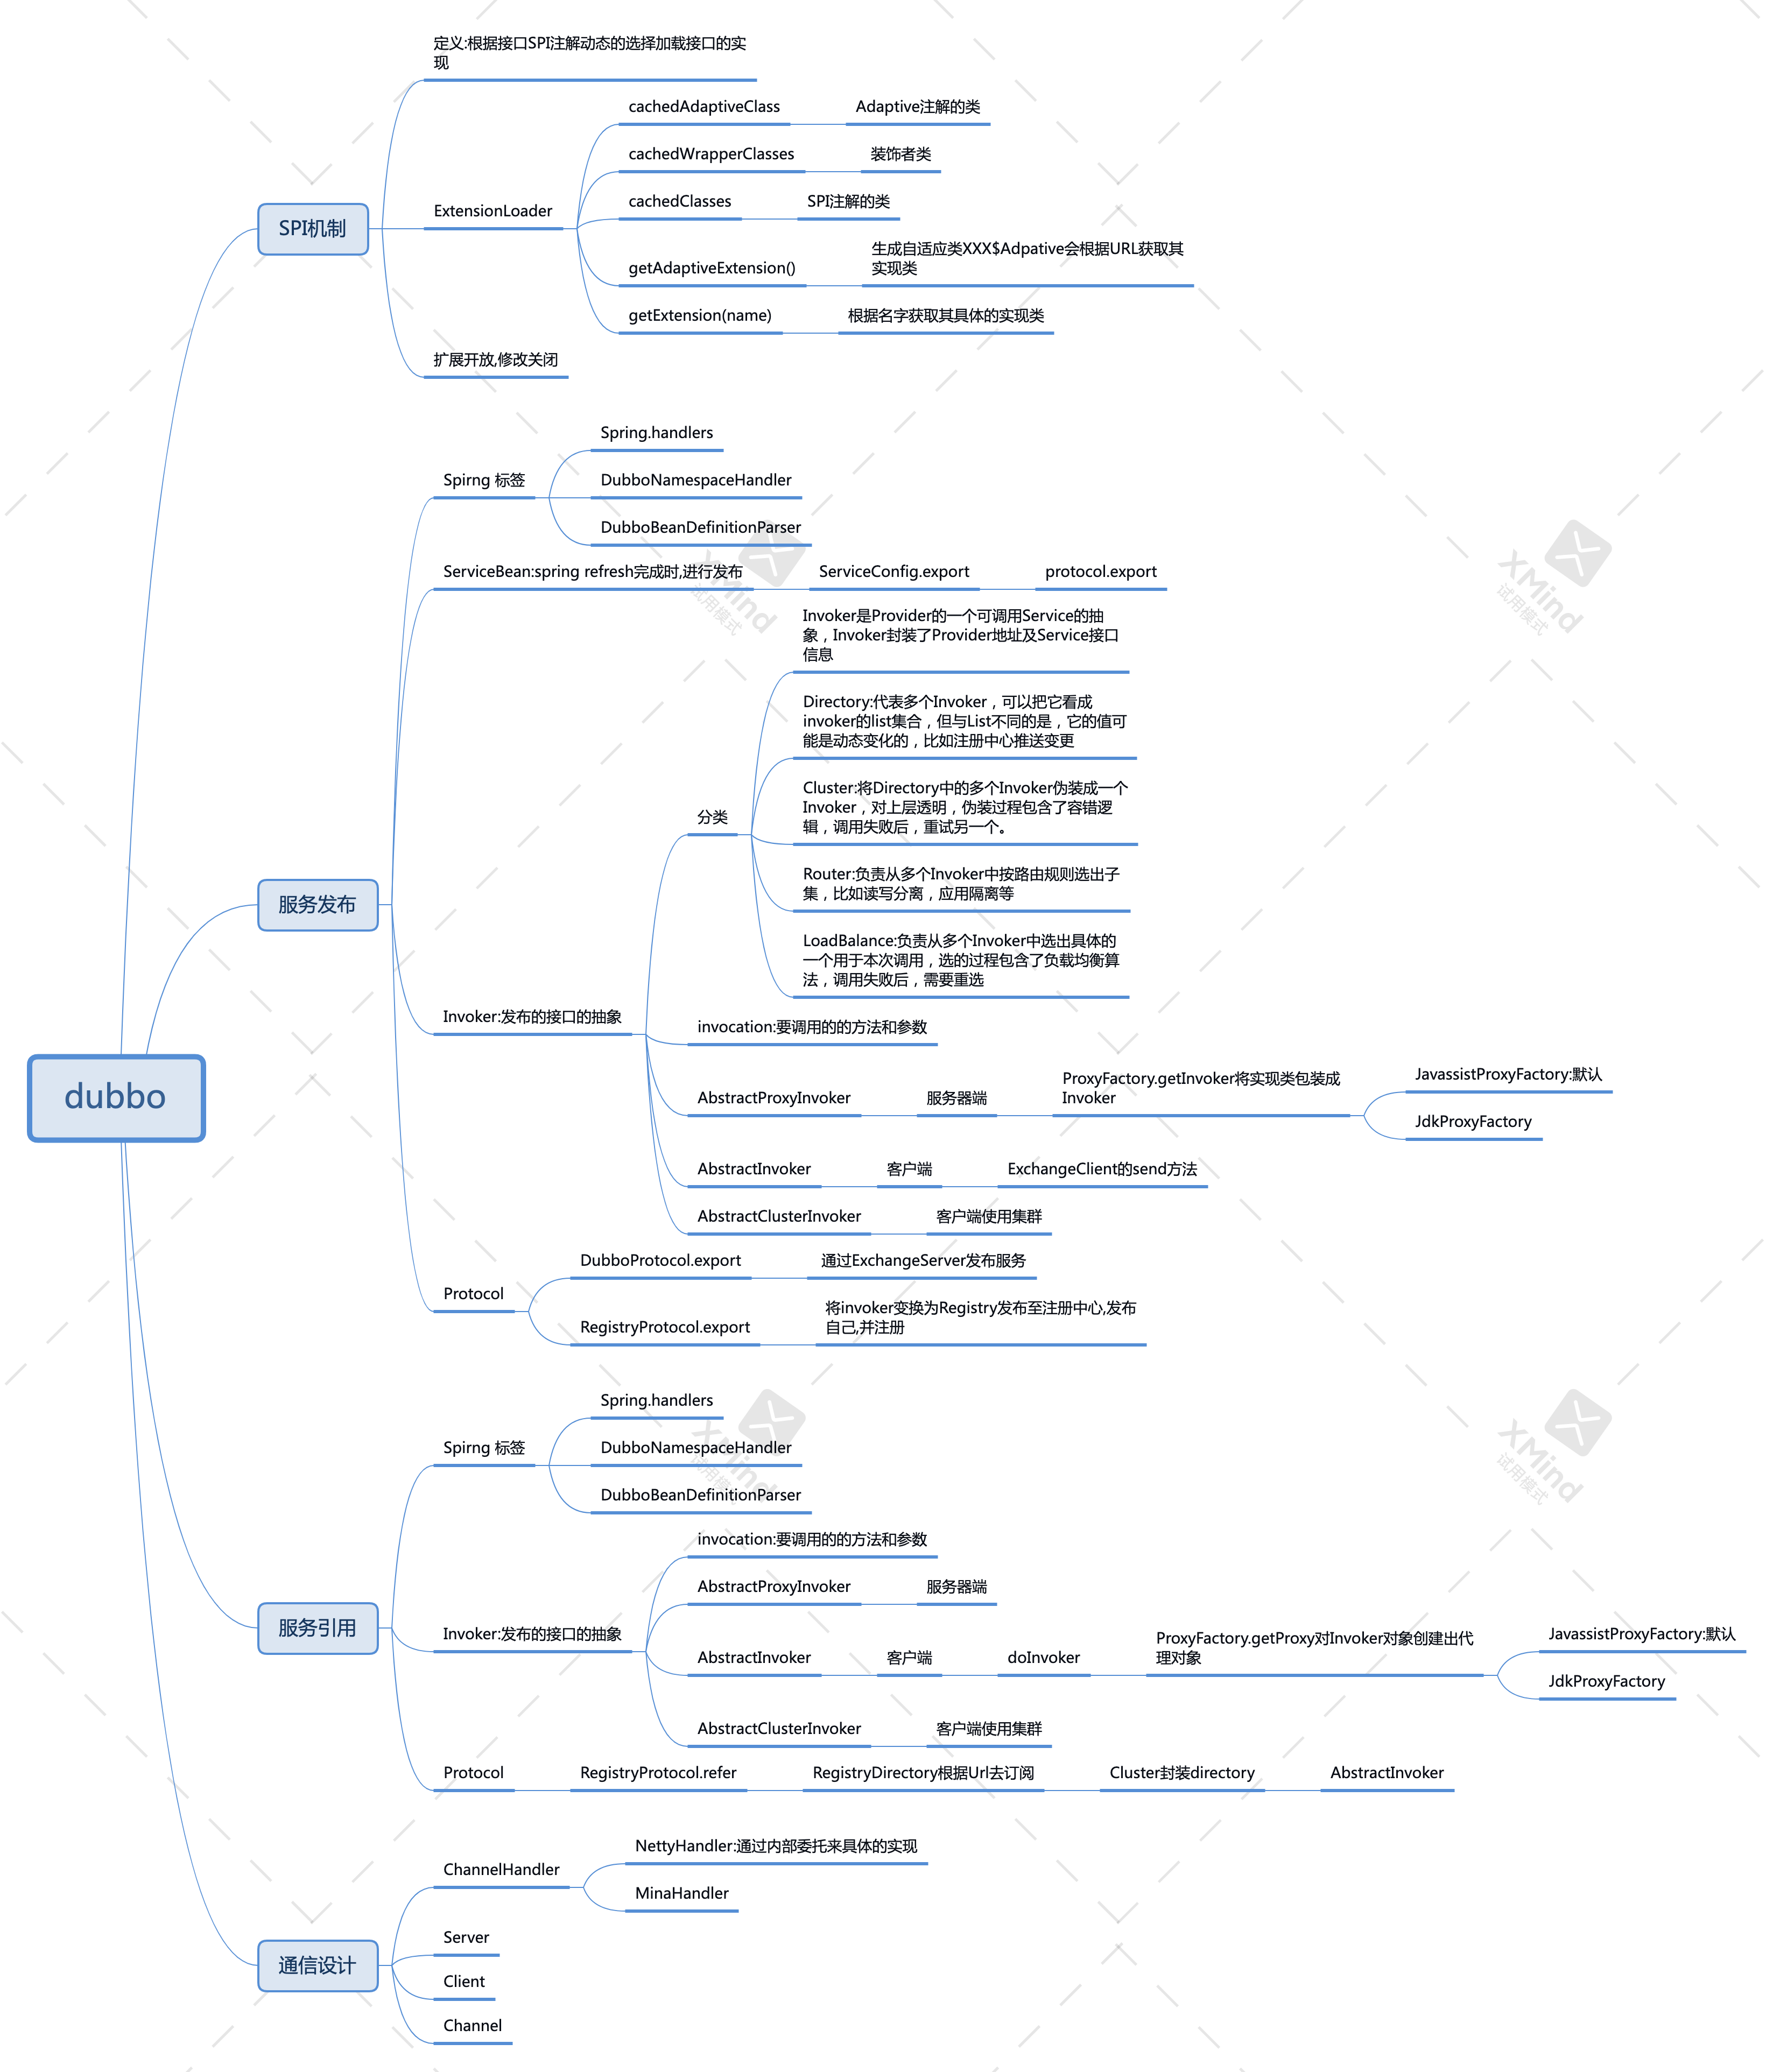 dubbo
SPI机制
定义:根据接口SPI注解动态的选择加载接口的实
现
ExtensionLoader
cachedAdaptiveClass
Adaptive注解的类
cachedWrapperClasses
装饰者类
cachedClasses
SPI注解的类
getAdaptiveExtension()
生成自适应类XXX$Adpative会根据URL获取其
实现类
getExtension(name)
根据名字获取其具体的实现类
扩展开放,修改关闭
服务发布
Spirng 标签
Spring.handlers
DubboNamespaceHandler
DubboBeanDefinitionParser
ServiceBean:spring refresh完成时,进行发布
ServiceConfig.export
protocol.export
Invoker:发布的接口的抽象
分类
Invoker是Provider的一个可调用Service的抽
象，Invoker封装了Provider地址及Service接口
信息
Directory:代表多个Invoker，可以把它看成
invoker的list集合，但与List不同的是，它的值可
能是动态变化的，比如注册中心推送变更
Cluster:将Directory中的多个Invoker伪装成一个
Invoker，对上层透明，伪装过程包含了容错逻
辑，调用失败后，重试另一个。
Router:负责从多个Invoker中按路由规则选出子
集，比如读写分离，应用隔离等
LoadBalance:负责从多个Invoker中选出具体的
一个用于本次调用，选的过程包含了负载均衡算
法，调用失败后，需要重选
invocation:要调用的的方法和参数
AbstractProxyInvoker
服务器端
ProxyFactory.getInvoker将实现类包装成
Invoker
JavassistProxyFactory:默认
JdkProxyFactory
AbstractInvoker
客户端
ExchangeClient的send方法
AbstractClusterInvoker
客户端使用集群
Protocol
DubboProtocol.export
通过ExchangeServer发布服务
RegistryProtocol.export
将invoker变换为Registry发布至注册中心,发布
自己,并注册
服务引用
Spirng 标签
Spring.handlers
DubboNamespaceHandler
DubboBeanDefinitionParser
Invoker:发布的接口的抽象
invocation:要调用的的方法和参数
AbstractProxyInvoker
服务器端
AbstractInvoker
客户端
doInvoker
ProxyFactory.getProxy对Invoker对象创建出代
理对象
JavassistProxyFactory:默认
JdkProxyFactory
AbstractClusterInvoker
客户端使用集群
Protocol
RegistryProtocol.refer
RegistryDirectory根据Url去订阅
Cluster封装directory
AbstractInvoker
通信设计
ChannelHandler
NettyHandler:通过内部委托来具体的实现
MinaHandler
Server
Client
Channel
XMind
试用模式
XMind
试用模式
XMind
试用模式
XMind
试用模式